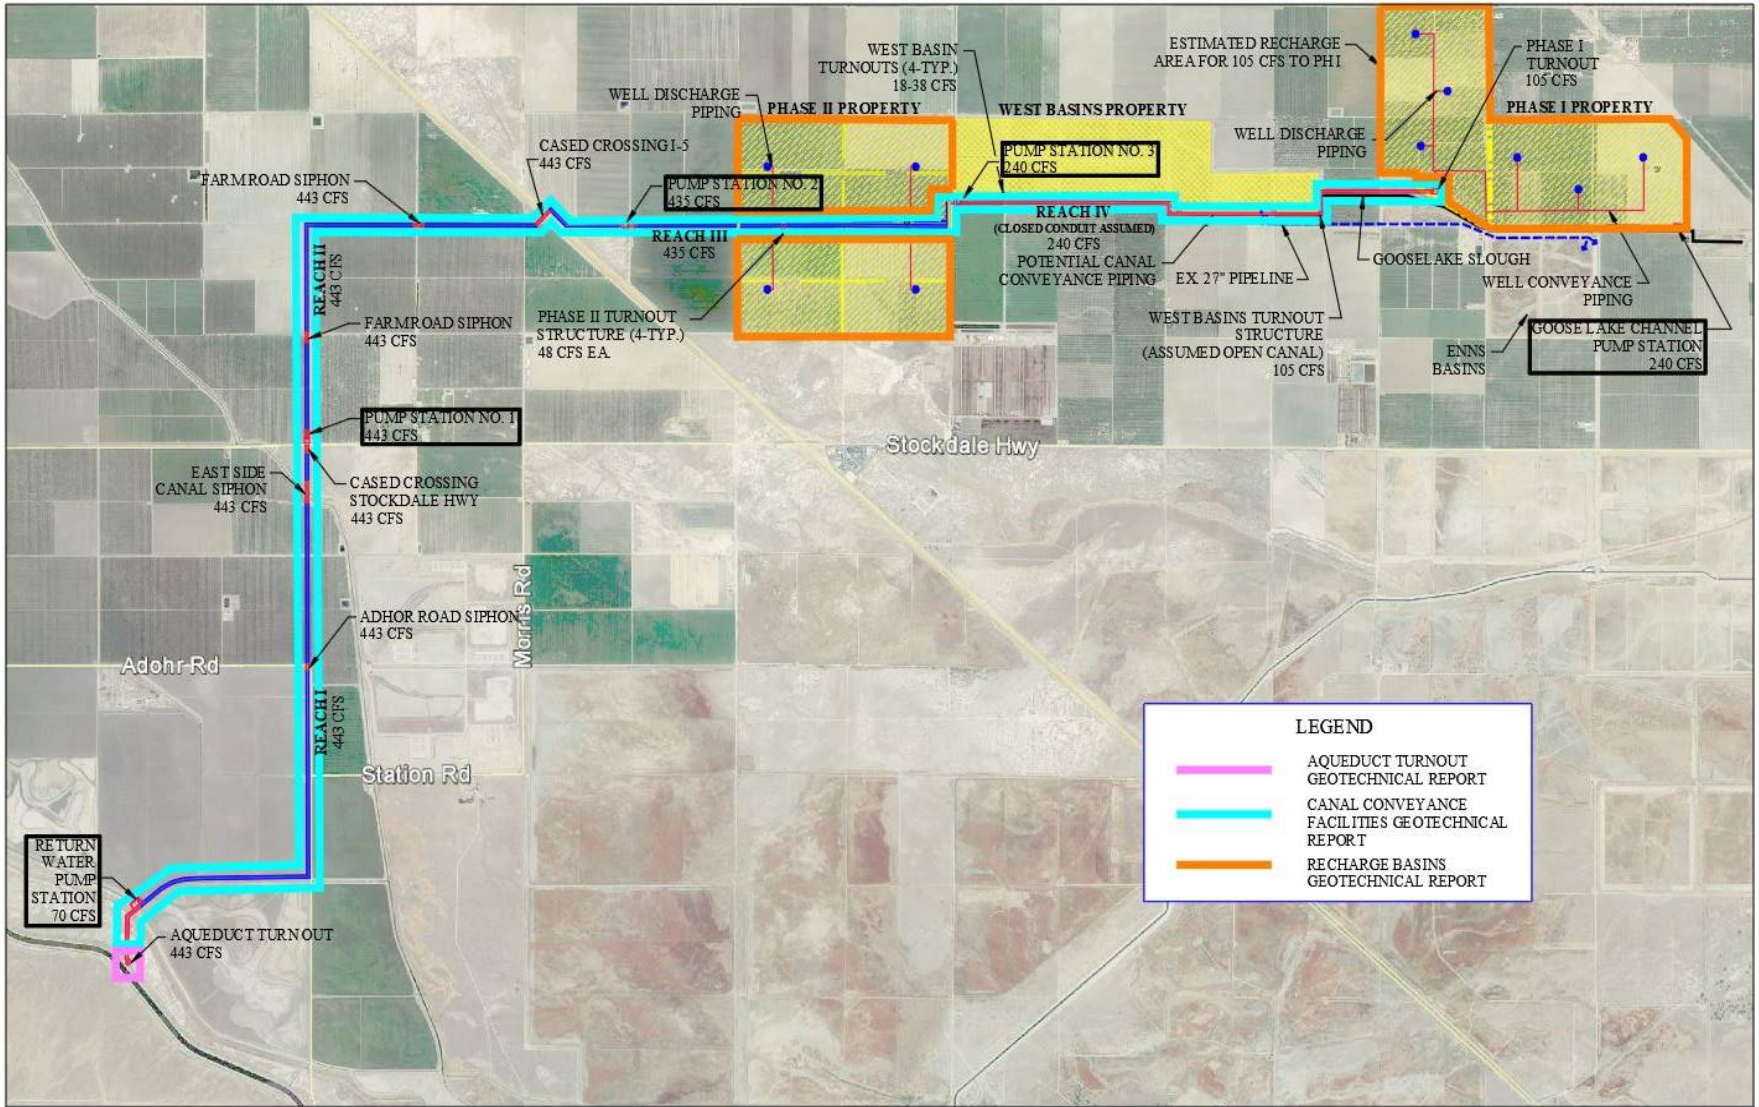 ESTIMATED RECHARGE
AREA FOR 105 CFS TO PH I
PHASE I
TURNOUT
105 CFS
WEST BASIN
TURNOUTS (4-TYP.)
18-38 CFS
WELL DISCHARGE
PIPING
PHASE II PROPERTY
WEST BASINS PROPERTY
PHASE I PROPERTY
WELL DISCHARGE
PIPING
CASED CROSSING I-5
443 CFS
PUMP STATION NO. 3
240 CFS
FARM ROAD SIPHON
443 CFS
PUMP STATION NO. 2
435 CFS
REACH III
435 CFS
REACH IV
(CLOSED CONDUIT ASSUMED)
240 CFS
POTENTIAL CANAL
CONVEYANCE PIPING
EX. 27" PIPELINE
GOOSELAKE SLOUGH
WELL CONVEYANCE
PIPING
REACH II
443 CFS
FARMROAD SIPHON
443 CFS
PHASE II TURNOUT
STRUCTURE (4-TYP.)
48 CFS EA.
WEST BASINS TURNOUT
STRUCTURE
(ASSUMED OPEN CANAL)
105 CFS
ENNS
BASINS
GOOSE LAKE CHANNEL
PUMP STATION
240 CFS
PUMP STATION NO. 1
443 CFS
Stockdale Hwy
EAST SIDE
CANAL SIPHON
443 CFS
CASED CROSSING
STOCKDALE HWY
443 CFS
Morris Rd
ADHOR ROAD SIPHON
443 CFS
Adohr Rd
REACH I
443 CFS
Station Rd
LEGEND
AQUEDUCT TURNOUT
GEOTECHNICAL REPORT
CANAL CONVEYANCE
FACILITIES GEOTECHNICAL
REPORT
RECHARGE BASINS
GEOTECHNICAL REPORT
RETURN
WATER
PUMP
STATION
70 CFS
AQUEDUCT TURN OUT
443 CFS